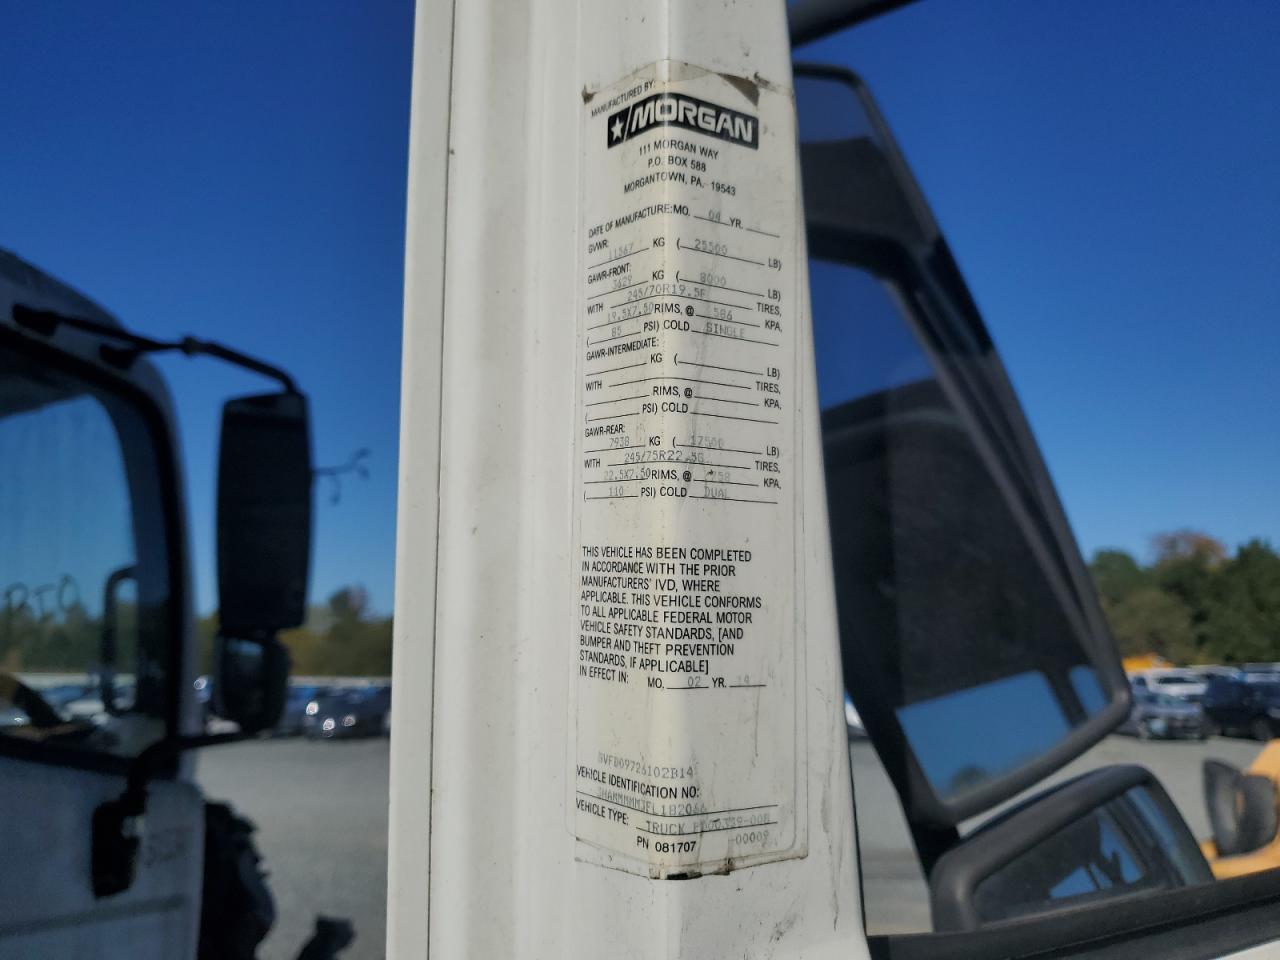 MANUFACTURED BY:
MORGAN
111 MORGAN WAY
P.O. BOX 588
MORGANTOWN, PA. 19543
DATE OF MANUFACTURE: MO. 04 YR.
GVWR: 11567 KG ( 25500 LB)
GAWR-FRONT: 3629 KG ( 8000 LB)
WITH 245/70R19.5F TIRES,
19.5X7.50 RIMS, @ 586 KPA,
( 85 PSI) COLD SINGLE
GAWR-INTERMEDIATE:
KG ( LB)
WITH TIRES,
RIMS, @ KPA,
( PSI) COLD
GAWR-REAR:
7938 KG ( 17500 LB)
WITH 245/75R22.5G TIRES,
22.5X7.50 RIMS, @ KPA,
( 110 PSI) COLD DUAL
THIS VEHICLE HAS BEEN COMPLETED
IN ACCORDANCE WITH THE PRIOR
MANUFACTURERS' IVD, WHERE
APPLICABLE. THIS VEHICLE CONFORMS
TO ALL APPLICABLE FEDERAL MOTOR
VEHICLE SAFETY STANDARDS, [AND
BUMPER AND THEFT PREVENTION
STANDARDS, IF APPLICABLE]
IN EFFECT IN: MO. 02 YR. 14
VEHICLE IDENTIFICATION NO:
VEHICLE TYPE: TRUCK
PN 081707 -00009